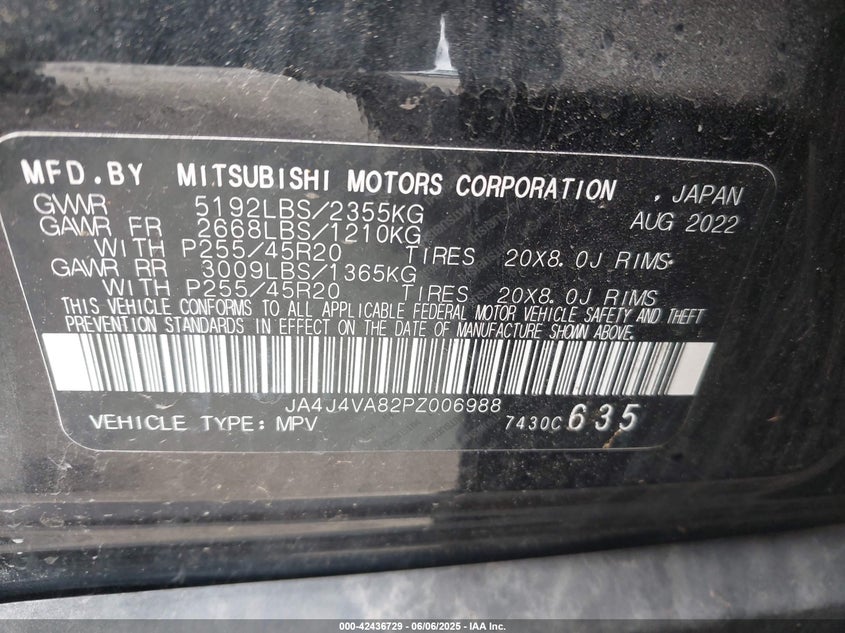 MFD.BY MITSUBISHI MOTORS CORPORATION , JAPAN
GVWR 5192LBS/2355KG AUG 2022
GAWR FR 2668LBS/1210KG
WITH P255/45R20 TIRES 20X8.0J RIMS
GAWR RR 3009LBS/1365KG
WITH P255/45R20 TIRES 20X8.0J RIMS
THIS VEHICLE CONFORMS TO ALL APPLICABLE FEDERAL MOTOR VEHICLE SAFETY AND THEFT
PREVENTION STANDARDS IN EFFECT ON THE DATE OF MANUFACTURE SHOWN ABOVE.
JA4J4VA82PZ006988
VEHICLE TYPE: MPV 7430C 635
000-42436729 - 06/06/2025 - IAA Inc.